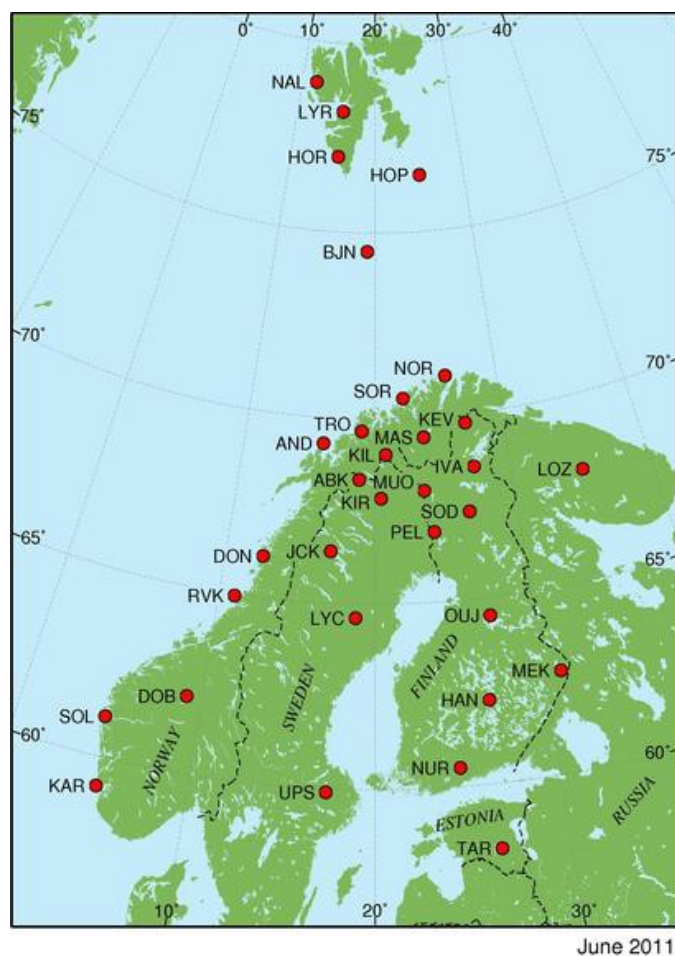 0˚ 10˚ 20˚ 30˚ 40˚
NAL
LYR
75˚
HOR
75˚
HOP
BJN
70˚
70˚
NOR
SOR
KEV
TRO
MAS
AND
KIL
IVA
LOZ
ABK
MUO
KIR
SOD
PEL
JCK
DON
65˚
65˚
RVK
LYC
OUJ
FINLAND
MEK
SWEDEN
DOB
HAN
SOL
60˚
NORWAY
60˚
NUR
KAR
UPS
RUSSIA
ESTONIA
TAR
10˚ 20˚ 30˚
June 2011